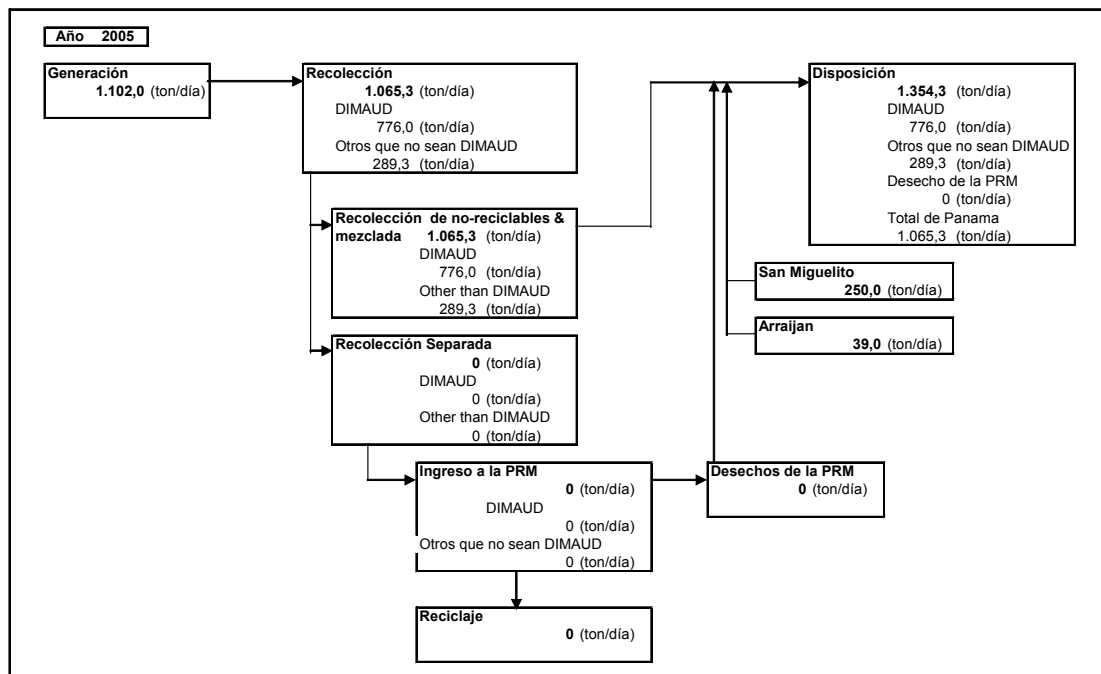 Año 2005
Generación
1.102,0 (ton/día)
Recolección
1.065,3 (ton/día)
DIMAUD
776,0 (ton/día)
Otros que no sean DIMAUD
289,3 (ton/día)
Disposición
1.354,3 (ton/día)
DIMAUD
776,0 (ton/día)
Otros que no sean DIMAUD
289,3 (ton/día)
Desecho de la PRM
0 (ton/día)
Total de Panama
1.065,3 (ton/día)
Recolección de no-reciclables &
mezclada 1.065,3 (ton/día)
DIMAUD
776,0 (ton/día)
Other than DIMAUD
289,3 (ton/día)
San Miguelito
250,0 (ton/día)
Arraijan
39,0 (ton/día)
Recolección Separada
0 (ton/día)
DIMAUD
0 (ton/día)
Other than DIMAUD
0 (ton/día)
Ingreso a la PRM
0 (ton/día)
DIMAUD
0 (ton/día)
Otros que no sean DIMAUD
0 (ton/día)
Desechos de la PRM
0 (ton/día)
Reciclaje
0 (ton/día)